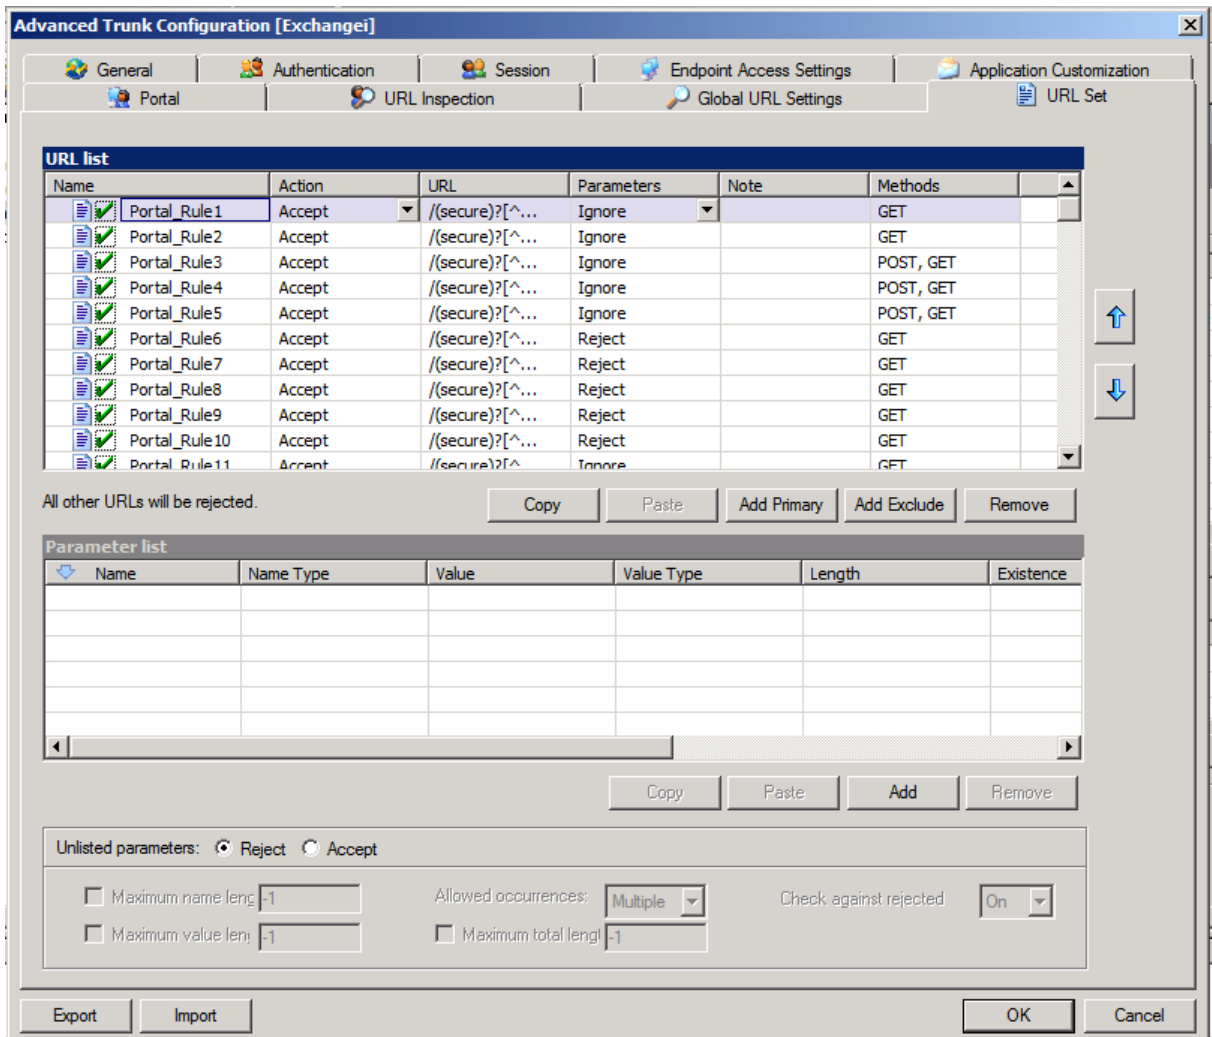 Advanced Trunk Configuration [Exchangei]
General Authentication Session Endpoint Access Settings Application Customization
Portal URL Inspection Global URL Settings URL Set
URL list
Name Action URL Parameters Note Methods
Portal_Rule1 Accept /(secure)?[^... Ignore GET
Portal_Rule2 Accept /(secure)?[^... Ignore GET
Portal_Rule3 Accept /(secure)?[^... Ignore POST, GET
Portal_Rule4 Accept /(secure)?[^... Ignore POST, GET
Portal_Rule5 Accept /(secure)?[^... Ignore POST, GET
Portal_Rule6 Accept /(secure)?[^... Reject GET
Portal_Rule7 Accept /(secure)?[^... Reject GET
Portal_Rule8 Accept /(secure)?[^... Reject GET
Portal_Rule9 Accept /(secure)?[^... Reject GET
Portal_Rule10 Accept /(secure)?[^... Reject GET
Portal_Rule11 Accept /(secure)?[^... Ignore GET
All other URLs will be rejected. Copy Paste Add Primary Add Exclude Remove
Parameter list
Name Name Type Value Value Type Length Existence
Copy Paste Add Remove
Unlisted parameters: Reject Accept
Maximum name leng -1 Allowed occurrences: Multiple Check against rejected On
Maximum value len -1 Maximum total lengt -1
Export Import OK Cancel